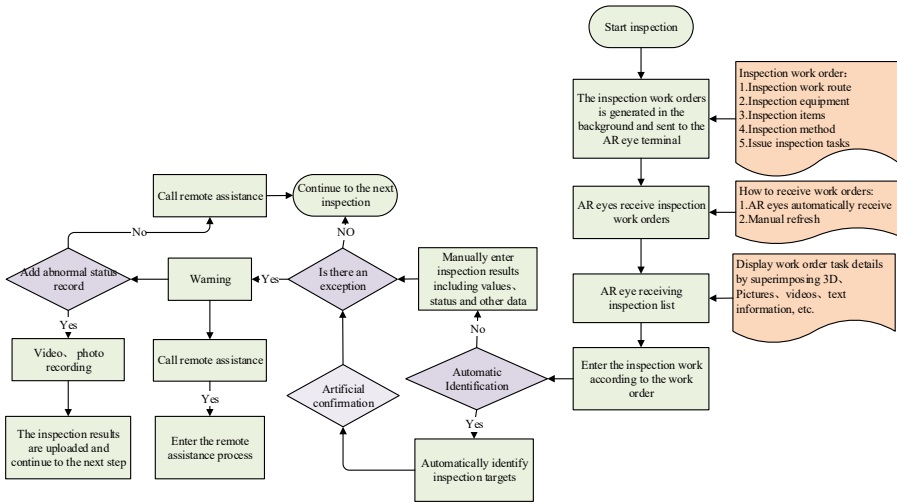 Start inspection
The inspection work orders
is generated in the
background and sent to the
AR eye terminal
Inspection work order:
1.Inspection work route
2.Inspection equipment
3.Inspection items
4.Inspection method
5.Issue inspection tasks
AR eyes receive inspection
work orders
How to receive work orders:
1.AR eyes automatically receive
2.Manual refresh
AR eye receiving
inspection list
Display work order task details
by superimposing 3D、
Pictures、videos、text
information, etc.
Enter the inspection work
according to the work
order
Automatic
Identification
No
Manually enter
inspection results
including values、
status and other data
Yes
Automatically identify
inspection targets
Artificial
confirmation
Is there an
exception
NO
Continue to the next
inspection
Yes
Warning
Call remote assistance
Yes
Enter the remote
assistance process
Add abnormal status
record
No
Call remote assistance
Yes
Video、 photo
recording
The inspection results
are uploaded and
continue to the next step